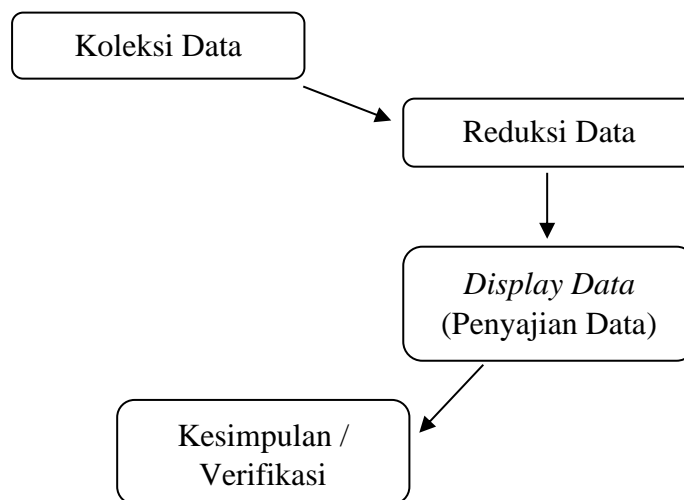 Koleksi Data
Reduksi Data
Display Data
(Penyajian Data)
Kesimpulan /
Verifikasi